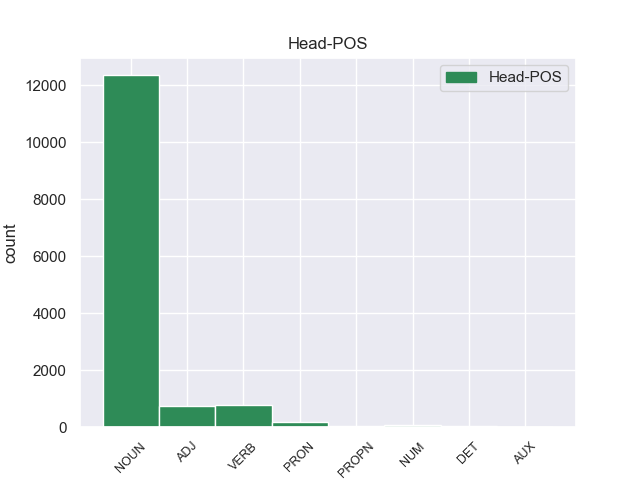 Head-POS
Head-POS
12000
10000
8000
6000
4000
2000
0
count
NOUN
ADJ
VERB
PRON
PROPN
NUM
DET
AUX